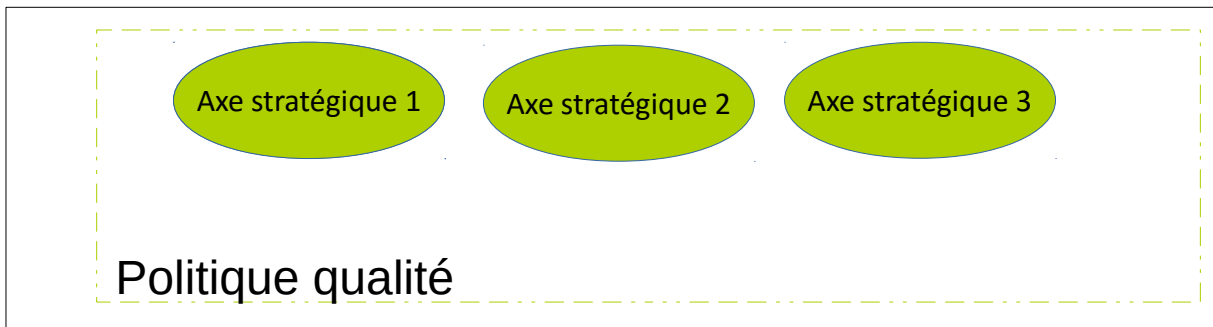 Axe stratégique 1
Axe stratégique 2
Axe stratégique 3
Politique qualité